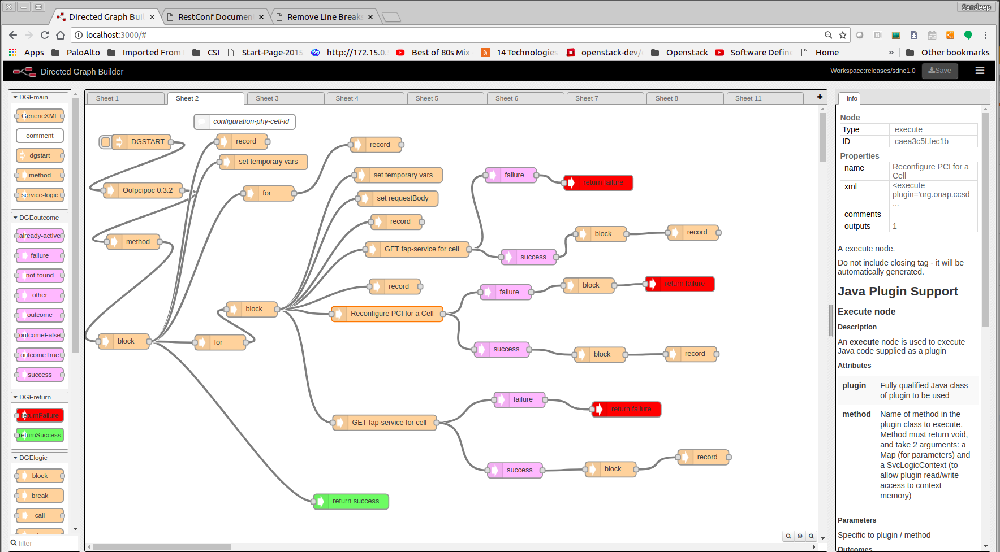 Sandeep
Directed Graph Buil
RestConf Documen
Remove Line Breaks
localhost:3000/#
Apps
PaloAlto
Imported From
CSI
Start-Page-2015
http://172.15.0.
Best of 80s Mix
14 Technologies
openstack-dev/
Openstack
Software Define
Home
»
Other bookmarks
Directed Graph Builder
Workspace:releases/sdnc1.0
Save
DGEmain
GenericXML
comment
dgstart
method
service-logic
DGEoutcome
already-active
failure
not-found
other
outcome
outcomeFalse
outcomeTrue
success
DGEreturn
returnFailure
returnSuccess
DGElogic
block
break
call
filter
Sheet 1
Sheet 2
Sheet 3
Sheet 4
Sheet 5
Sheet 6
Sheet 7
Sheet 8
Sheet 11
+
configuration-phy-cell-id
DGSTART
record
record
set temporary vars
set temporary vars
failure
return failure
Oofpcipoc 0.3.2
for
set requestBody
record
method
GET fap-service for cell
success
block
record
record
failure
block
return failure
block
Reconfigure PCI for a Cell
block
for
success
block
record
failure
return failure
GET fap-service for cell
success
block
record
return success
info
Node
Type execute
ID caea3c5f.fec1b
Properties
name Reconfigure PCI for a
Cell
xml <execute
plugin='org.onap.ccsd
...
comments
outputs 1
A execute node.
Do not include closing tag - it will be
automatically generated.
Java Plugin Support
Execute node
Description
An execute node is used to execute
Java code supplied as a plugin
Attributes
plugin Fully qualified Java class
of plugin to be used
method Name of method in the
plugin class to execute.
Method must return void,
and take 2 arguments: a
Map (for parameters) and
a SvcLogicContext (to
allow plugin read/write
access to context
memory)
Parameters
Specific to plugin / method
Outcomes